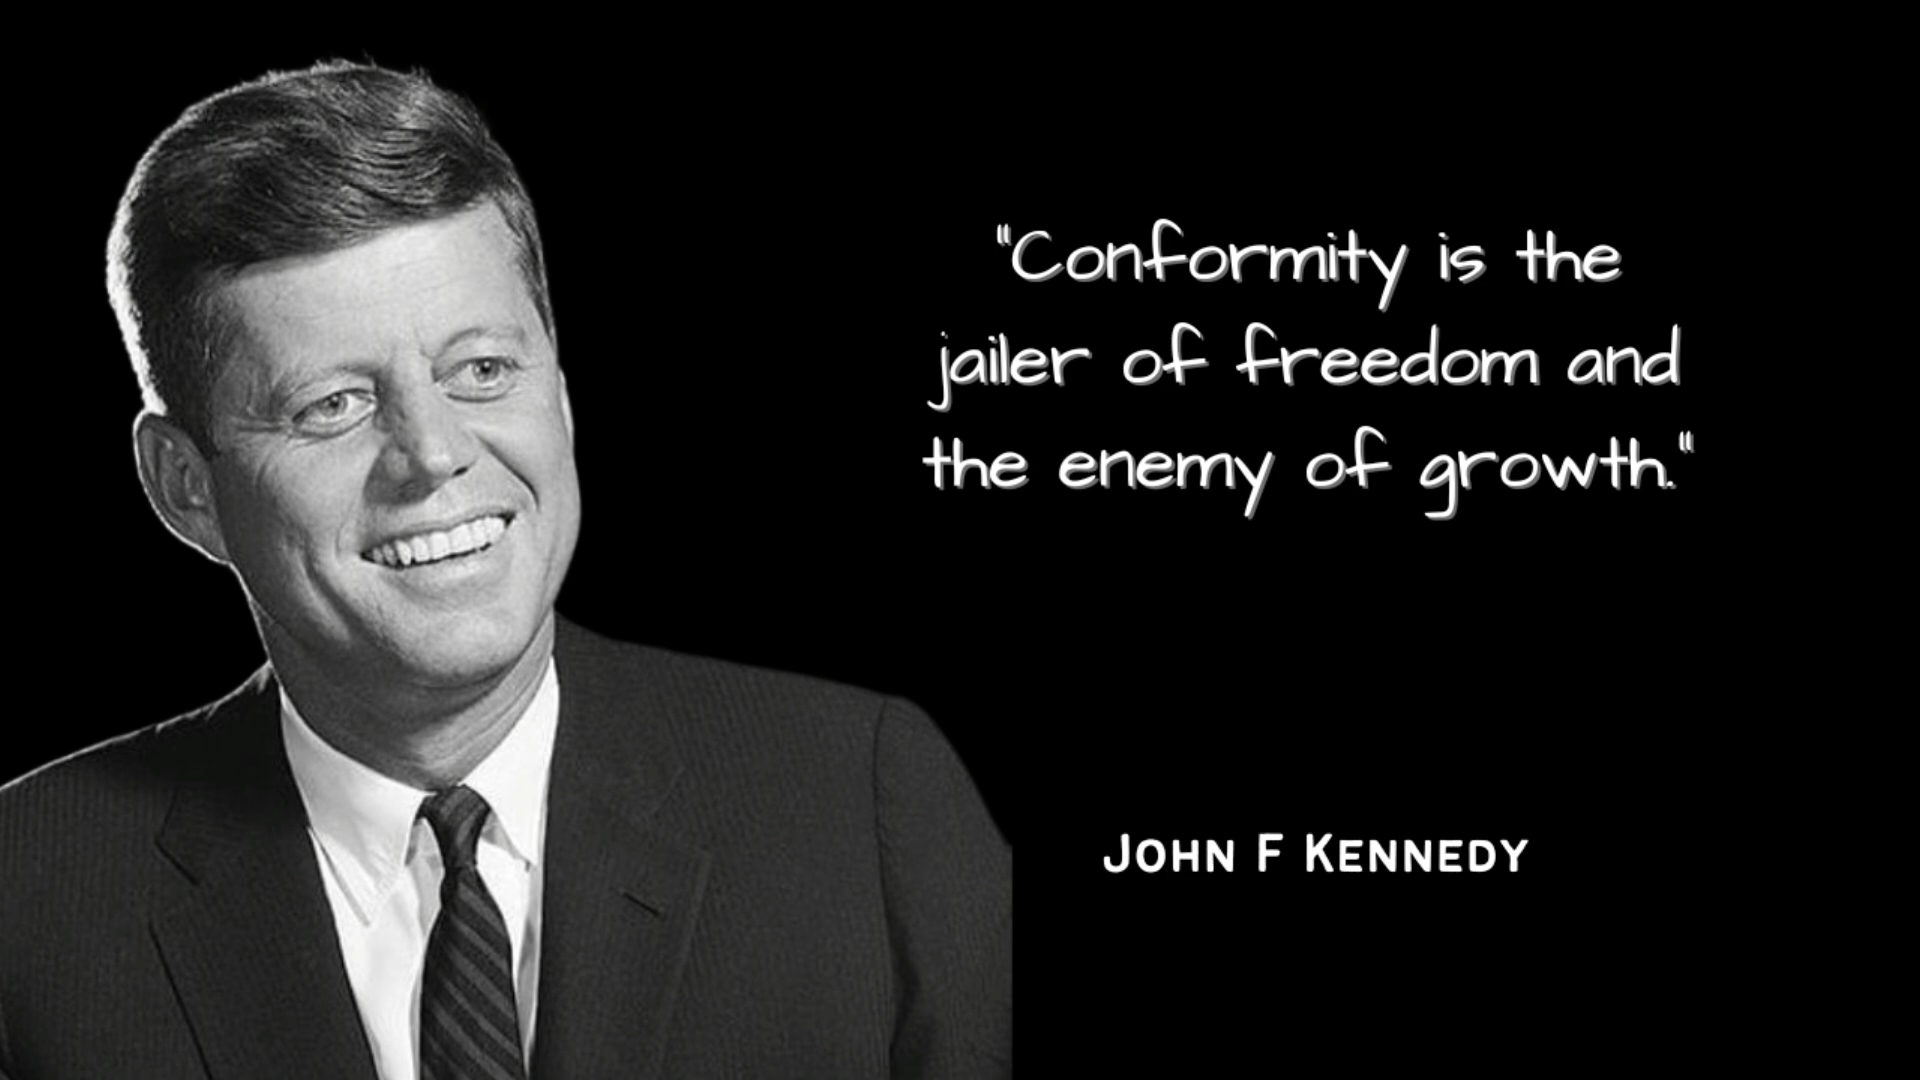 "Conformity is the
jailer of freedom and
the enemy of growth."
John F Kennedy